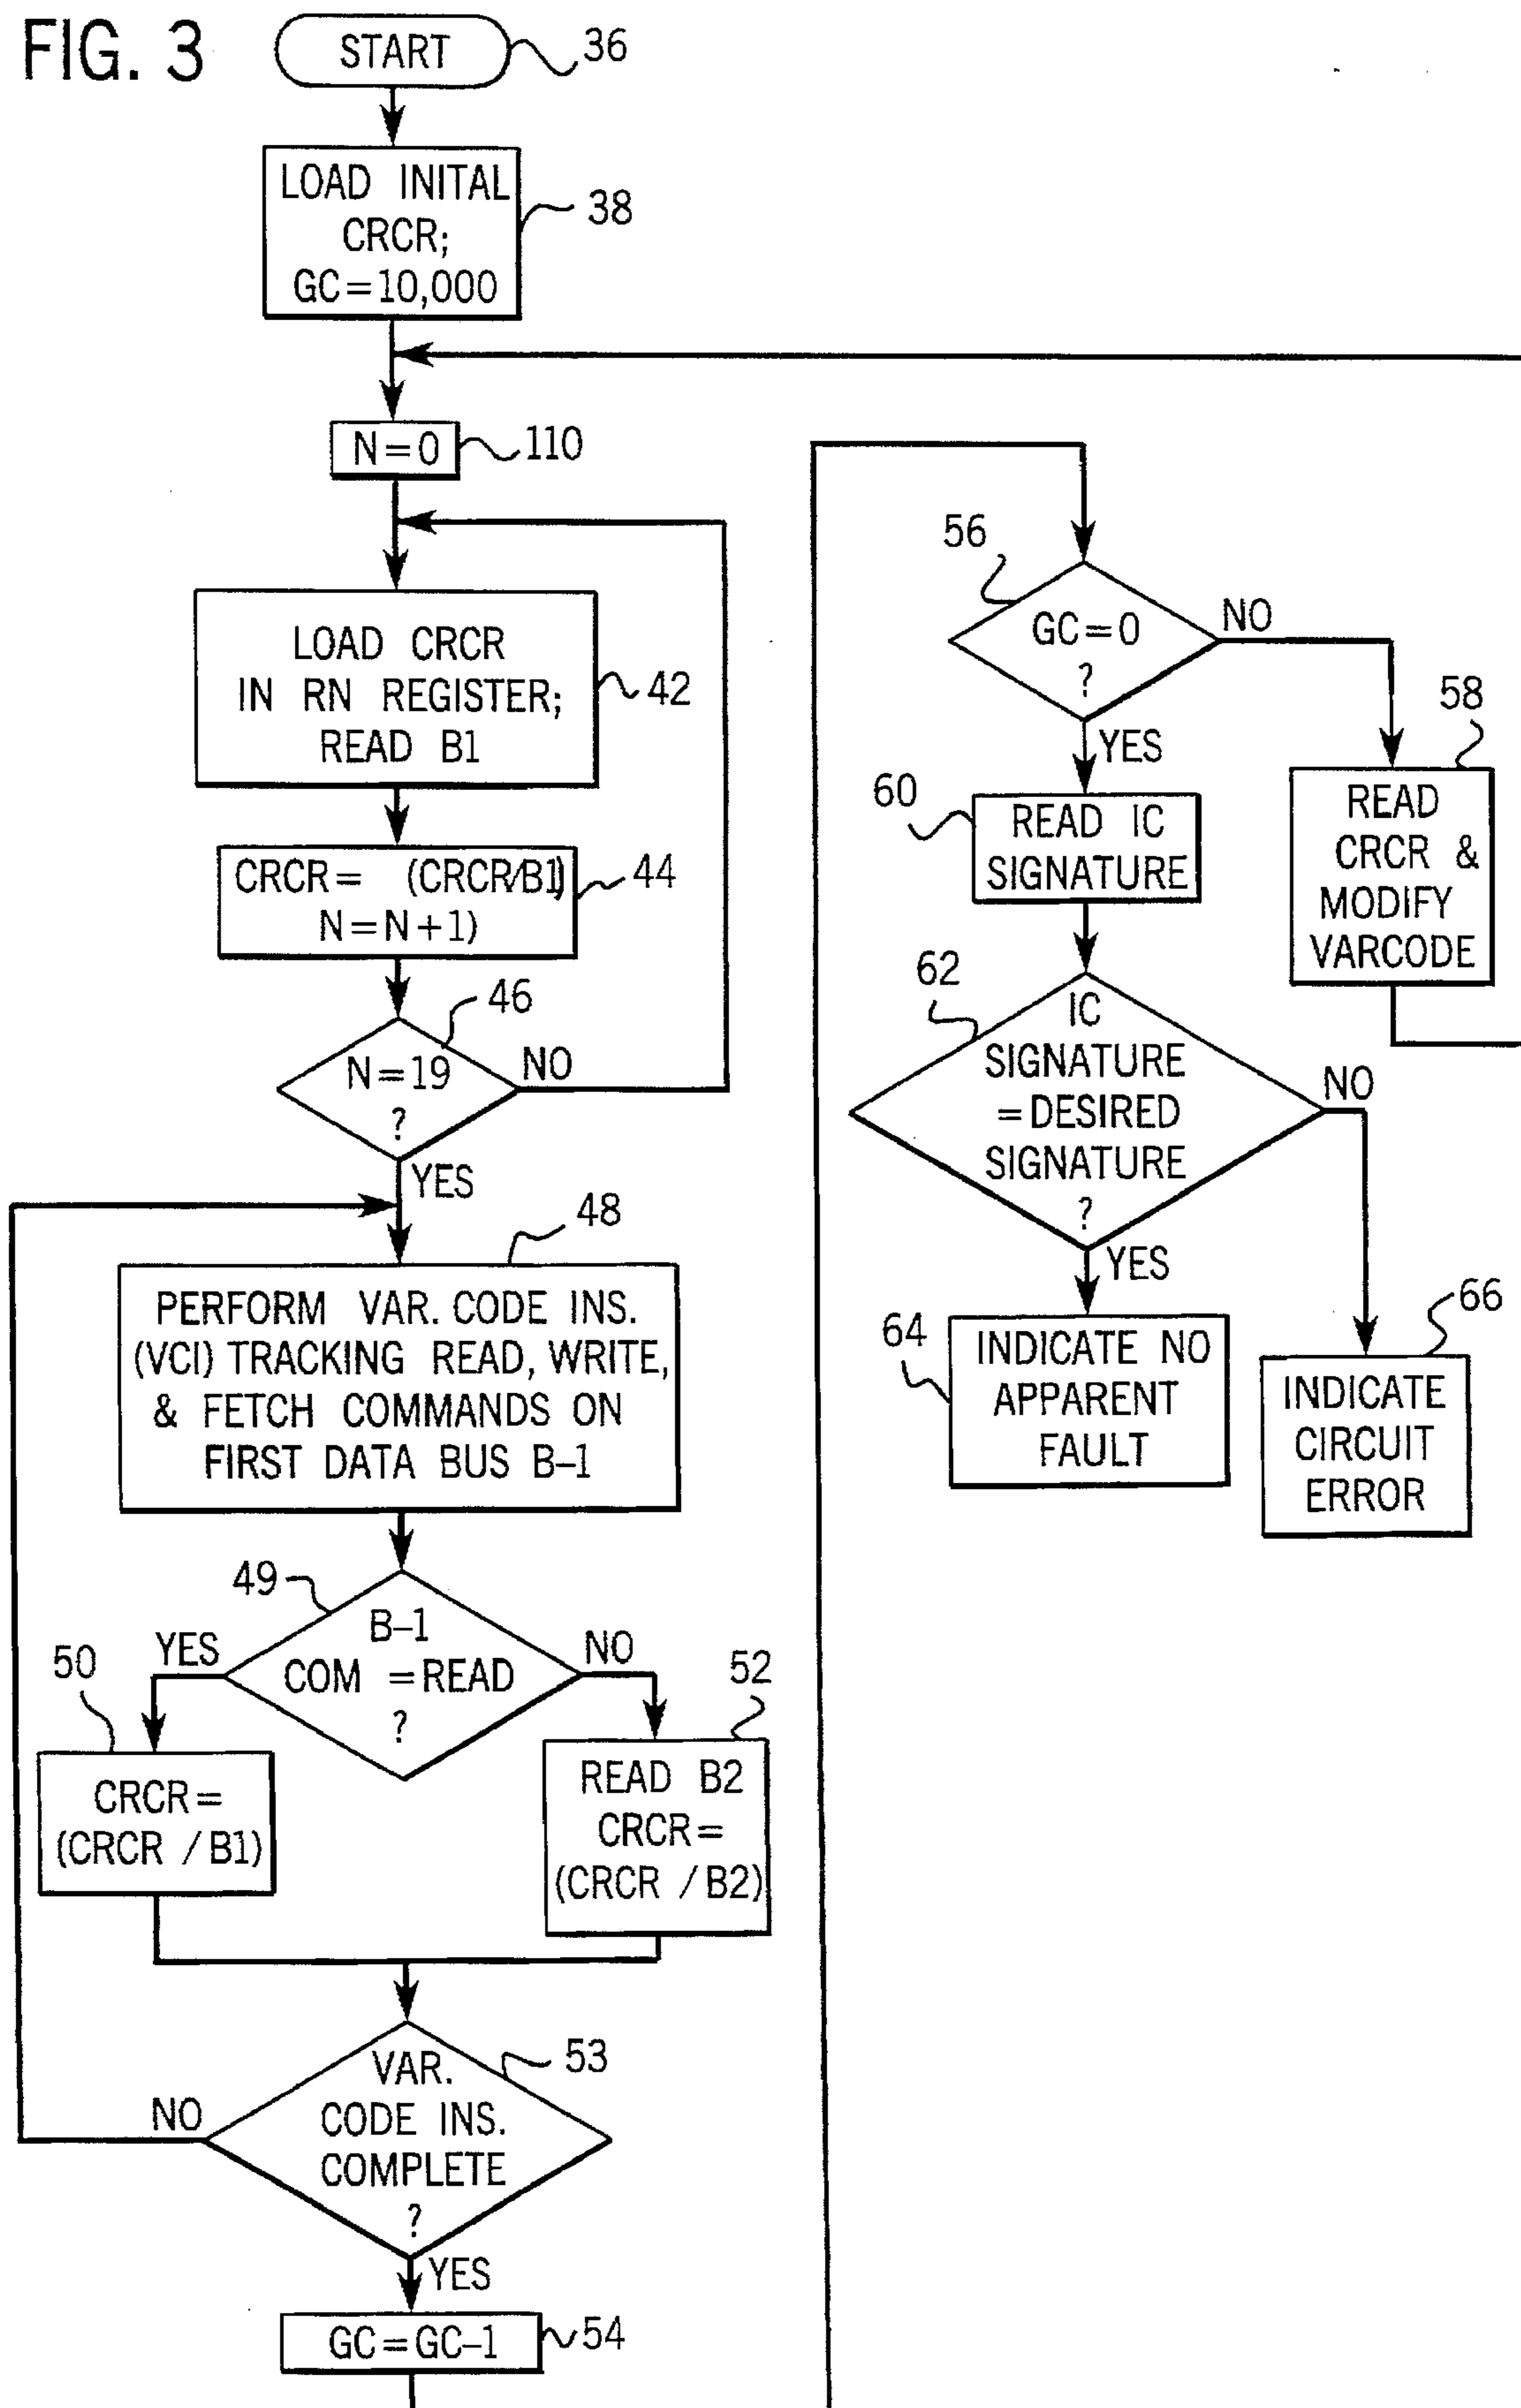 FIG. 3
START
36
LOAD INITAL
CRCR;
GC=10,000
38
N=0
110
LOAD CRCR
IN RN REGISTER;
READ B1
42
CRCR= (CRCR/B1)
N=N+1)
44
46
N=19
?
NO
YES
48
PERFORM VAR. CODE INS.
(VCI) TRACKING READ, WRITE,
& FETCH COMMANDS ON
FIRST DATA BUS B-1
49
B-1
COM =READ
?
YES
NO
50
CRCR=
(CRCR /B1)
52
READ B2
CRCR=
(CRCR /B2)
53
VAR.
CODE INS.
COMPLETE
?
NO
YES
GC=GC-1
54
56
GC=0
?
NO
YES
58
READ
CRCR &
MODIFY
VARCODE
60
READ IC
SIGNATURE
62
IC
SIGNATURE
=DESIRED
SIGNATURE
?
NO
YES
64
INDICATE NO
APPARENT
FAULT
66
INDICATE
CIRCUIT
ERROR